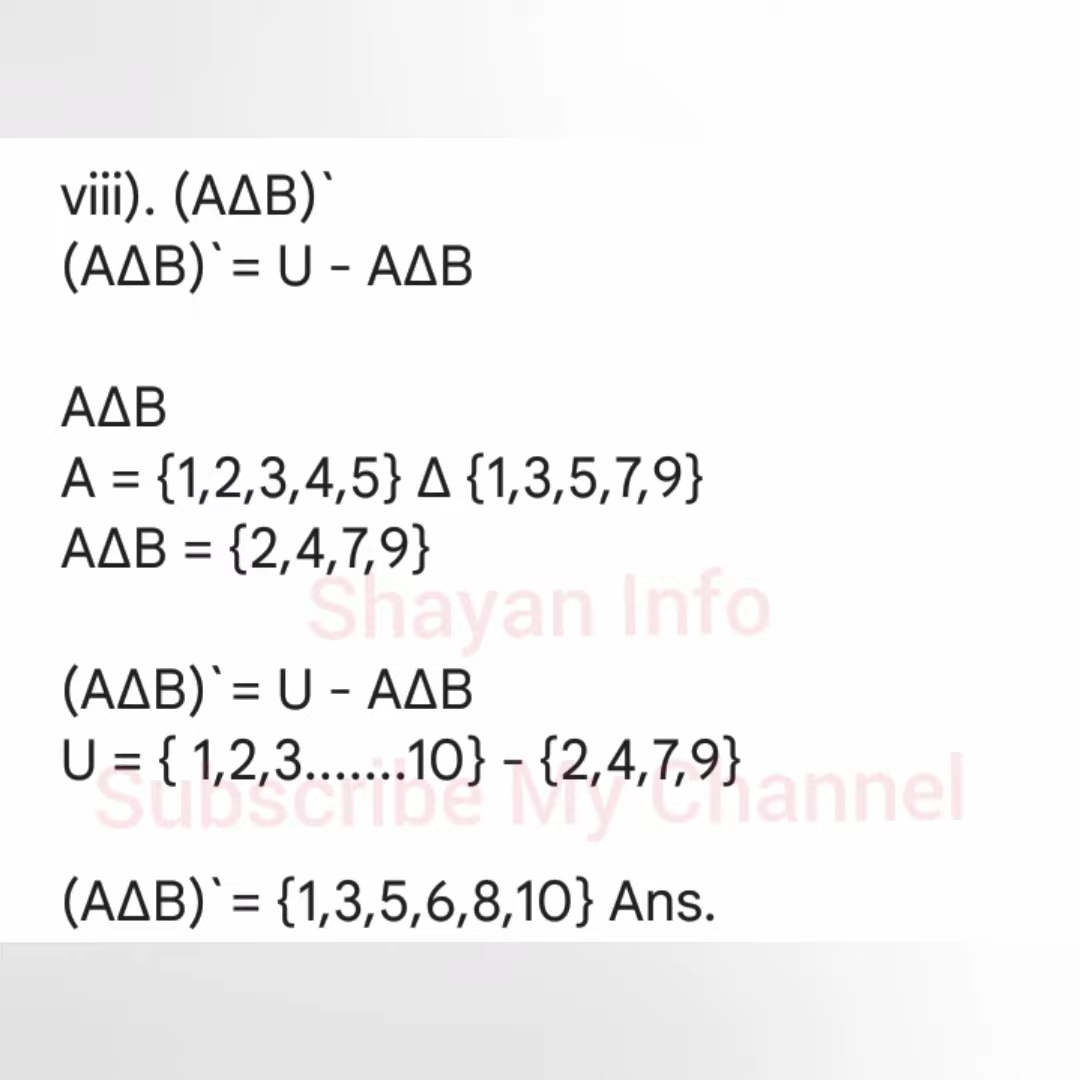 viii). (AΔB)`
(AΔB)`= U - AΔB
AΔB
A = {1,2,3,4,5} Δ {1,3,5,7,9}
AΔB = {2,4,7,9}
Shayan Info
(AΔB)`= U - AΔB
U = { 1,2,3.......10} - {2,4,7,9}
Subscribe My Channel
(AΔB)`= {1,3,5,6,8,10} Ans.